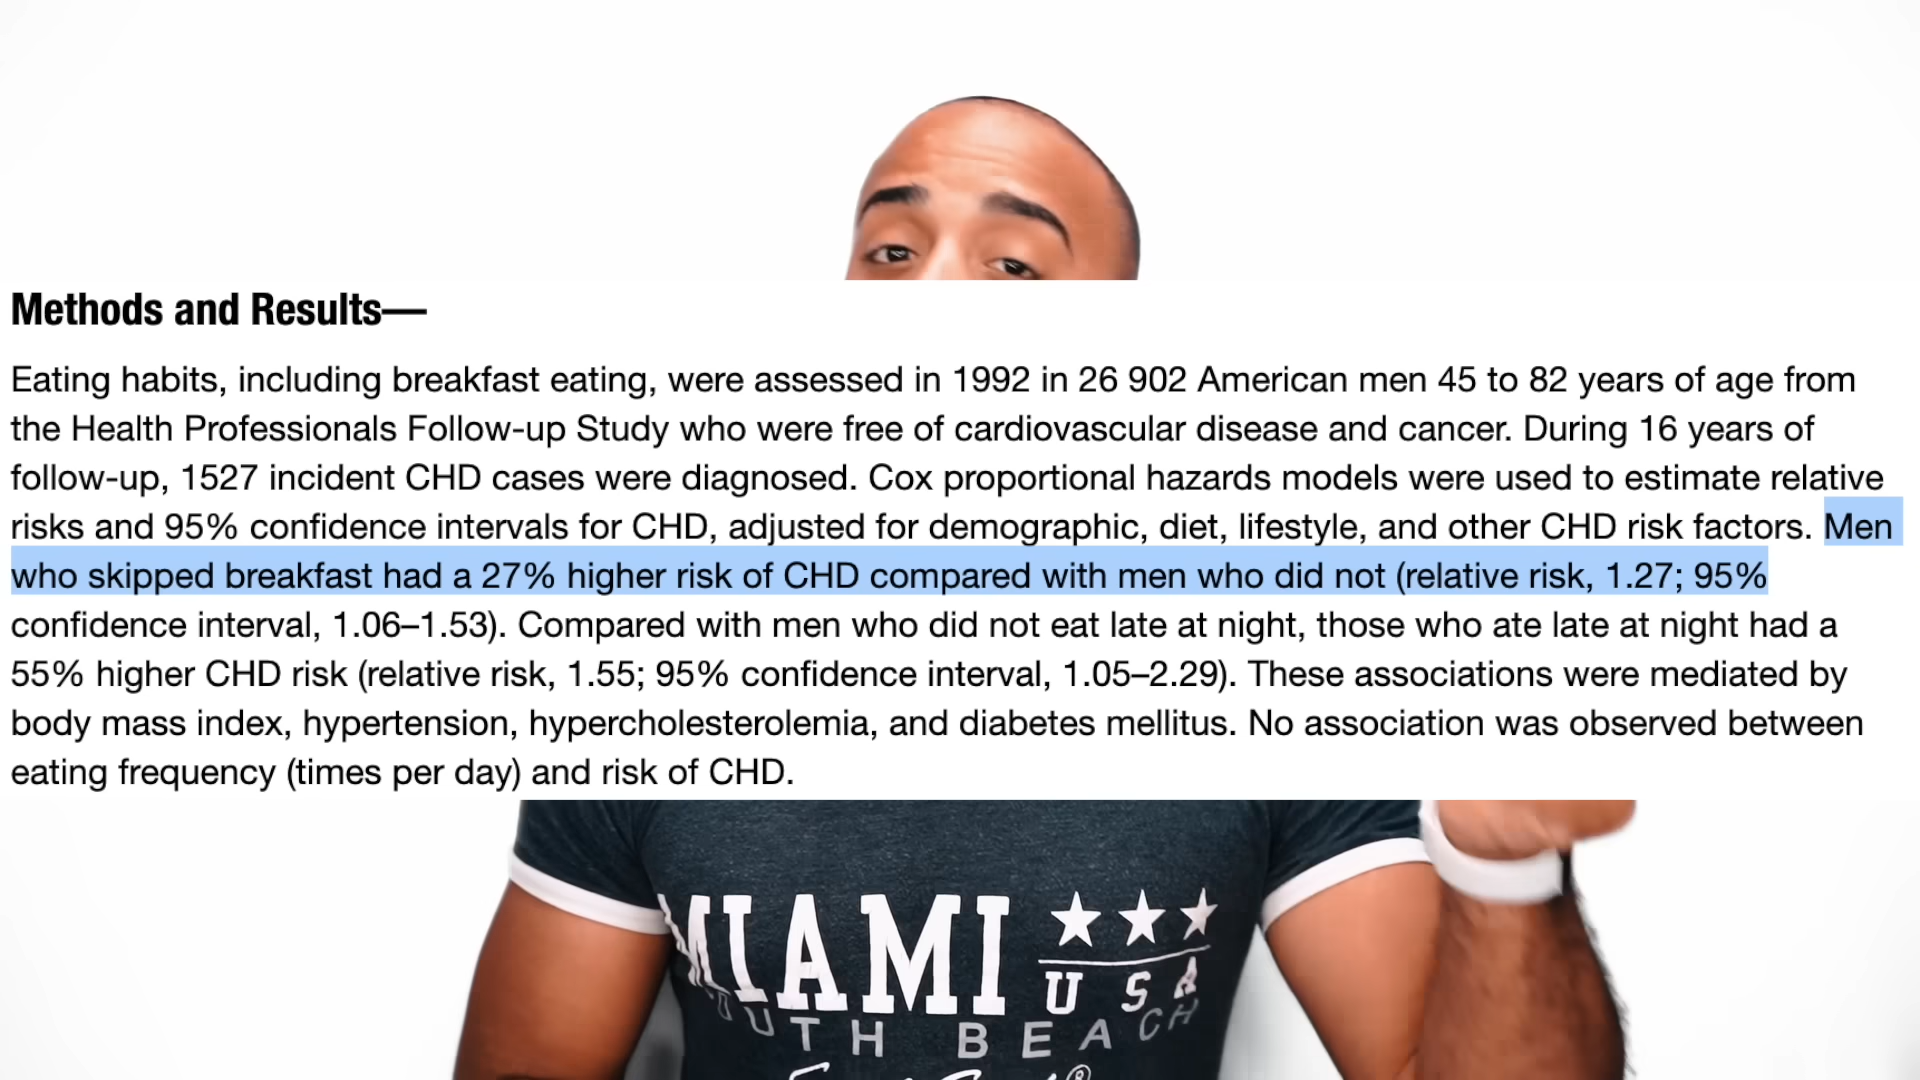 Methods and Results—
Eating habits, including breakfast eating, were assessed in 1992 in 26 902 American men 45 to 82 years of age from
the Health Professionals Follow-up Study who were free of cardiovascular disease and cancer. During 16 years of
follow-up, 1527 incident CHD cases were diagnosed. Cox proportional hazards models were used to estimate relative
risks and 95% confidence intervals for CHD, adjusted for demographic, diet, lifestyle, and other CHD risk factors. Men
who skipped breakfast had a 27% higher risk of CHD compared with men who did not (relative risk, 1.27; 95%
confidence interval, 1.06–1.53). Compared with men who did not eat late at night, those who ate late at night had a
55% higher CHD risk (relative risk, 1.55; 95% confidence interval, 1.05–2.29). These associations were mediated by
body mass index, hypertension, hypercholesterolemia, and diabetes mellitus. No association was observed between
eating frequency (times per day) and risk of CHD.
MIAMI
USA
OUTH BEACH